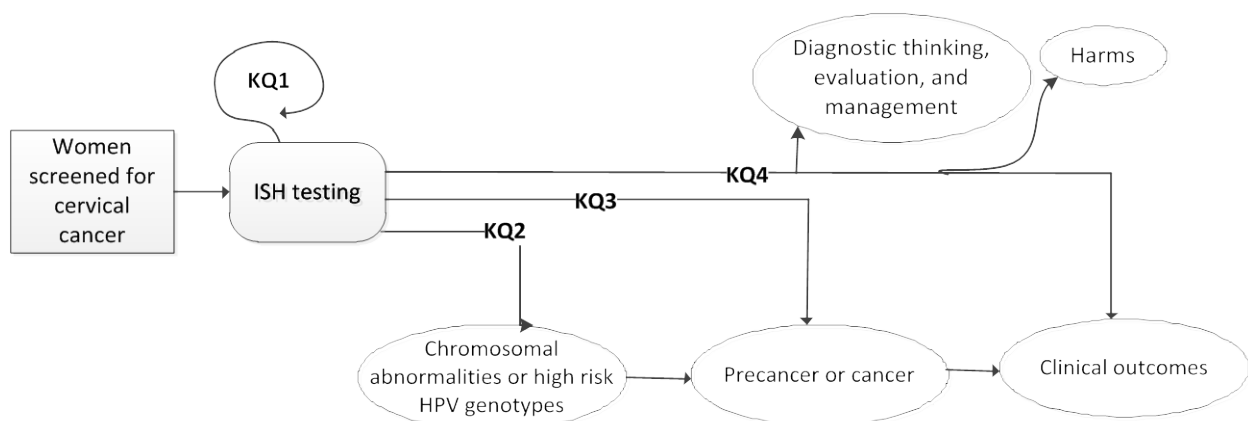 KQ1
Women
screened for
cervical
cancer
ISH testing
Diagnostic thinking,
evaluation, and
management
Harms
KQ4
KQ3
KQ2
Chromosomal
abnormalities or high risk
HPV genotypes
Precancer or cancer
Clinical outcomes